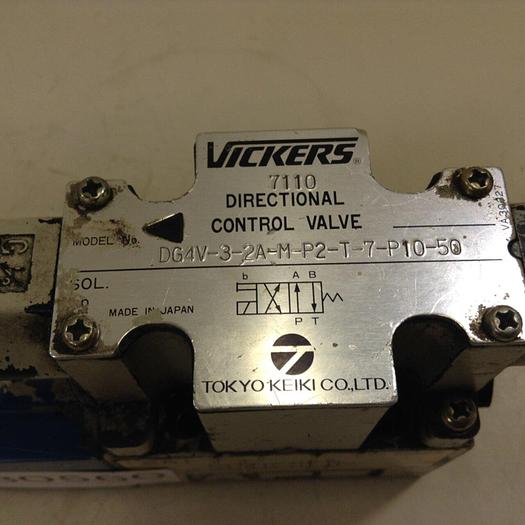 VICKERS®
7110
DIRECTIONAL
CONTROL VALVE
MODEL No.
DG4V-3-2A-M-P2-T-7-P10-50
SOL.
b A B
P T
MADE IN JAPAN
TOKYO KEIKI CO.,LTD.